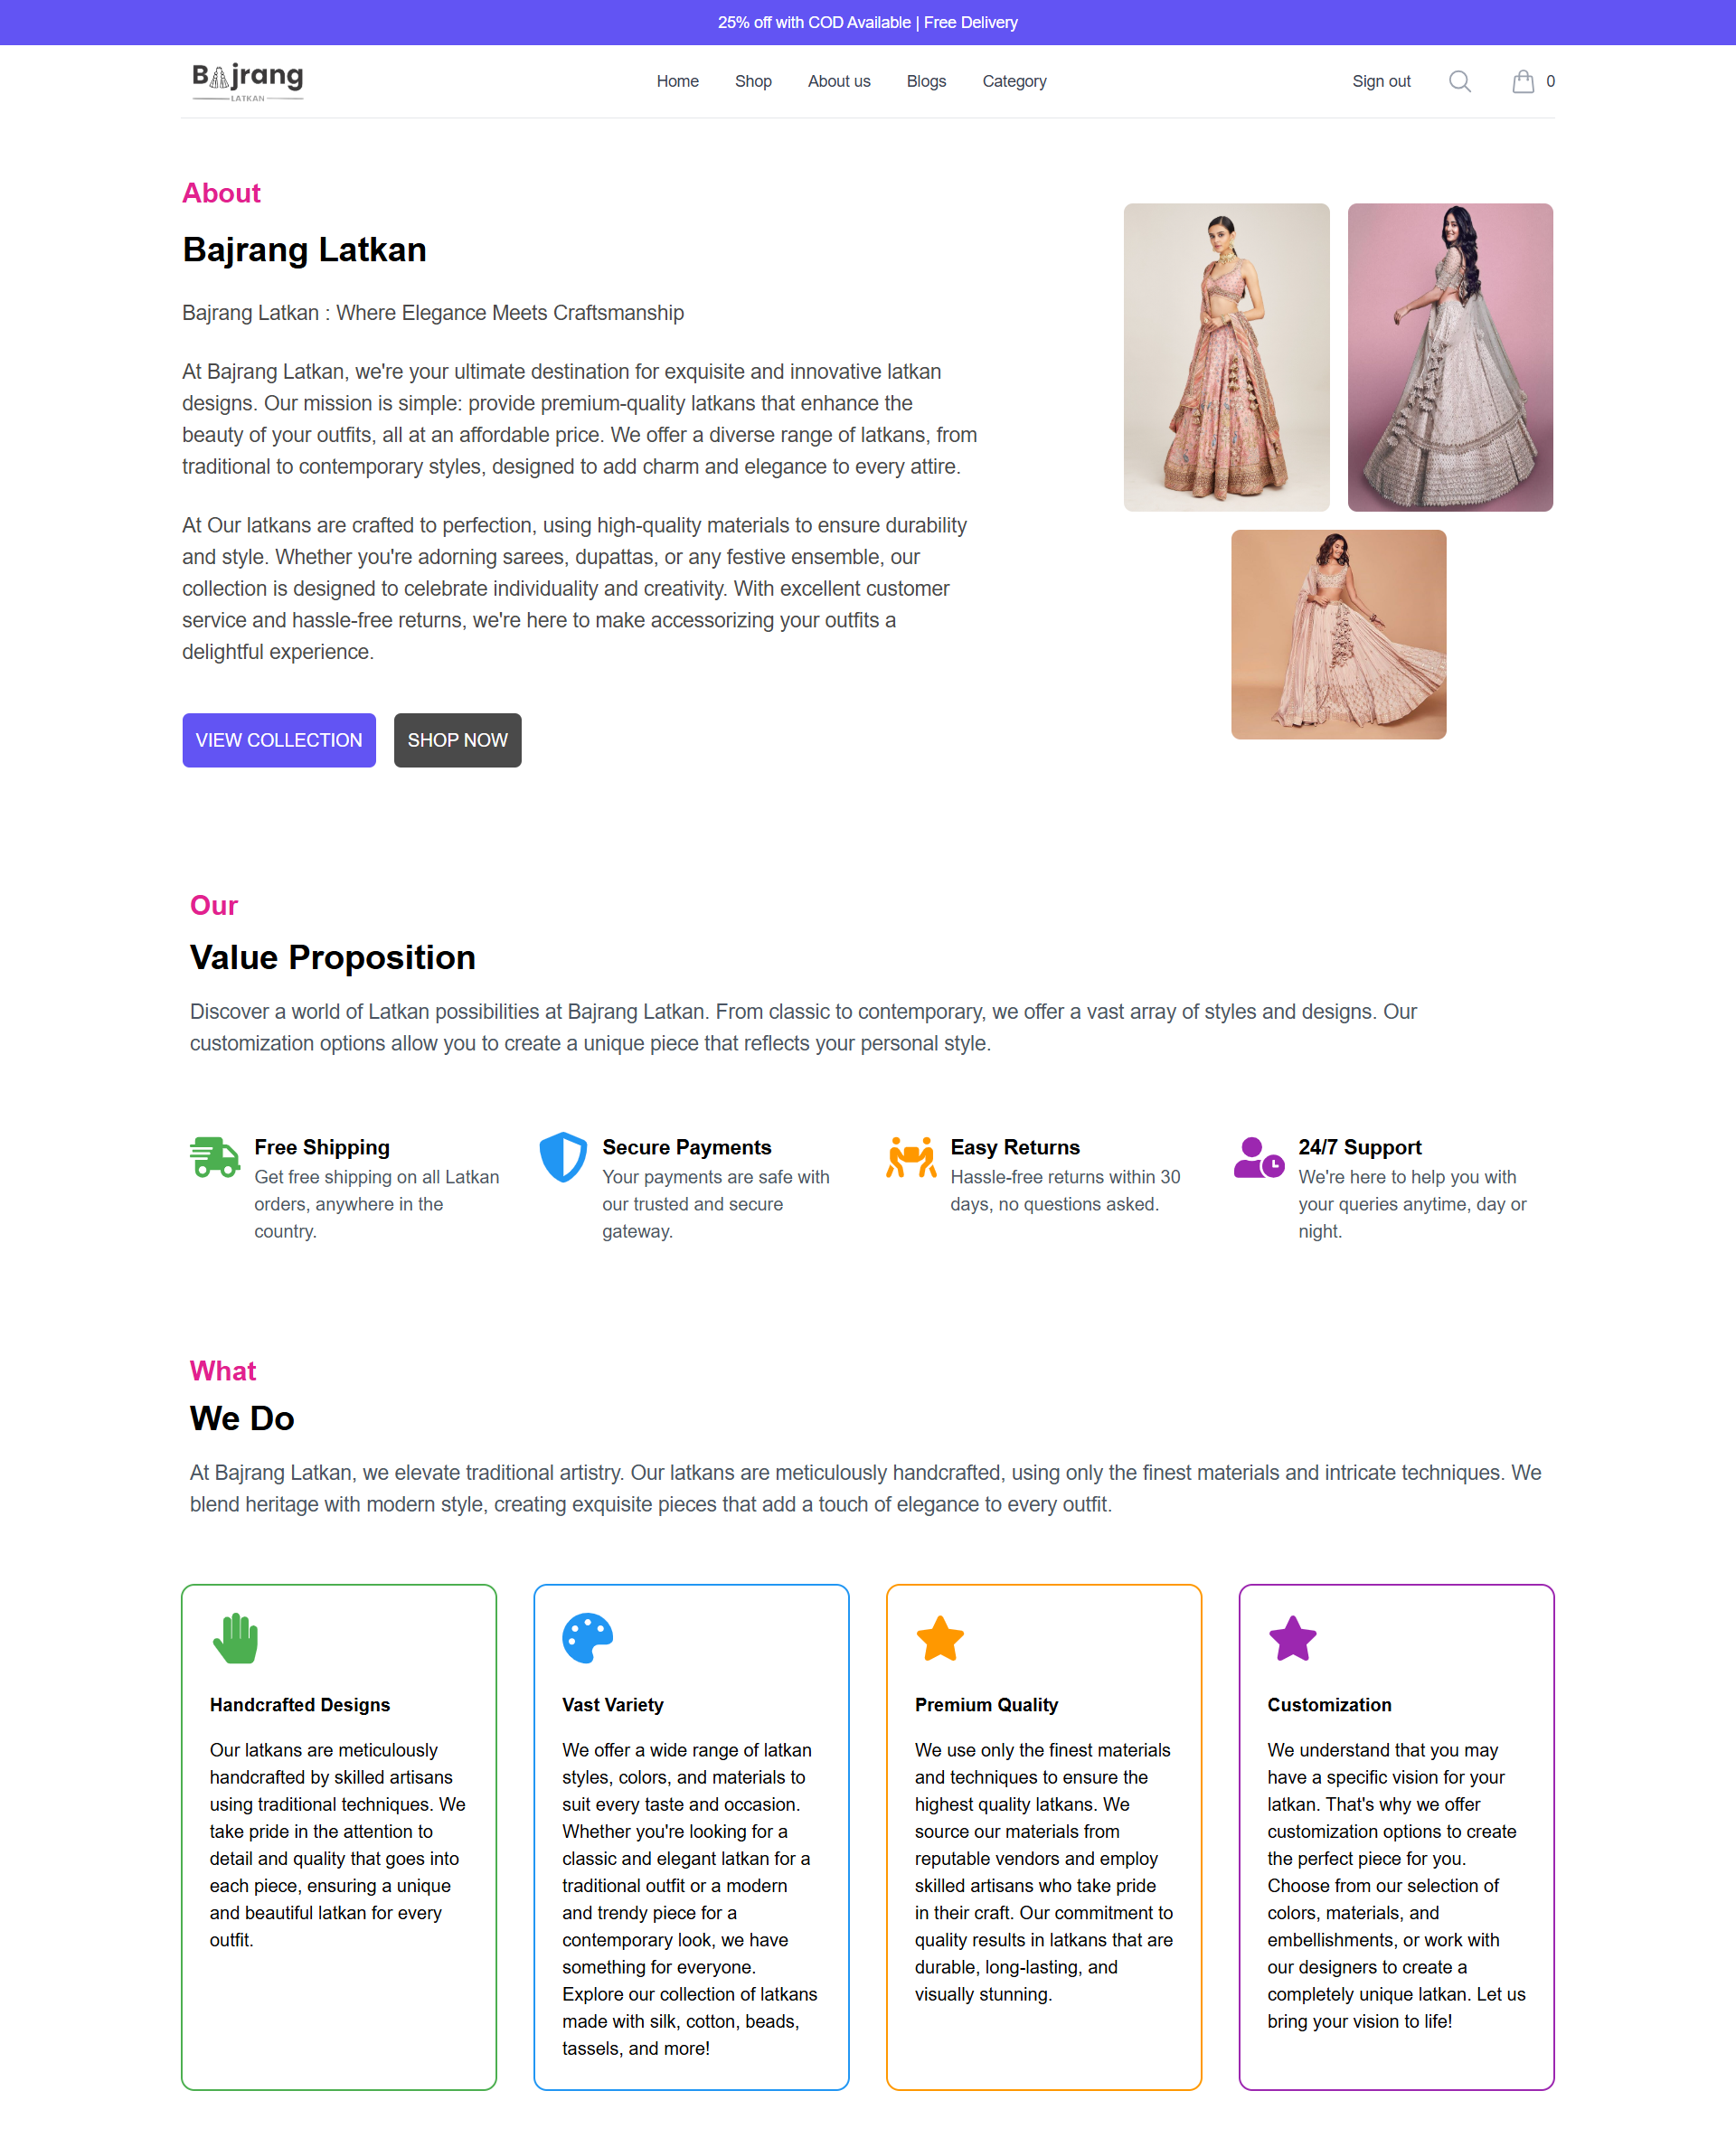 25% off with COD Available | Free Delivery
Bajrang
LATKAN
Home
Shop
About us
Blogs
Category
Sign out
0
About
Bajrang Latkan
Bajrang Latkan : Where Elegance Meets Craftsmanship
At Bajrang Latkan, we're your ultimate destination for exquisite and innovative latkan
designs. Our mission is simple: provide premium-quality latkans that enhance the
beauty of your outfits, all at an affordable price. We offer a diverse range of latkans, from
traditional to contemporary styles, designed to add charm and elegance to every attire.
At Our latkans are crafted to perfection, using high-quality materials to ensure durability
and style. Whether you're adorning sarees, dupattas, or any festive ensemble, our
collection is designed to celebrate individuality and creativity. With excellent customer
service and hassle-free returns, we're here to make accessorizing your outfits a
delightful experience.
VIEW COLLECTION
SHOP NOW
Our
Value Proposition
Discover a world of Latkan possibilities at Bajrang Latkan. From classic to contemporary, we offer a vast array of styles and designs. Our
customization options allow you to create a unique piece that reflects your personal style.
Free Shipping
Get free shipping on all Latkan
orders, anywhere in the
country.
Secure Payments
Your payments are safe with
our trusted and secure
gateway.
Easy Returns
Hassle-free returns within 30
days, no questions asked.
24/7 Support
We're here to help you with
your queries anytime, day or
night.
What
We Do
At Bajrang Latkan, we elevate traditional artistry. Our latkans are meticulously handcrafted, using only the finest materials and intricate techniques. We
blend heritage with modern style, creating exquisite pieces that add a touch of elegance to every outfit.
Handcrafted Designs
Our latkans are meticulously
handcrafted by skilled artisans
using traditional techniques. We
take pride in the attention to
detail and quality that goes into
each piece, ensuring a unique
and beautiful latkan for every
outfit.
Vast Variety
We offer a wide range of latkan
styles, colors, and materials to
suit every taste and occasion.
Whether you're looking for a
classic and elegant latkan for a
traditional outfit or a modern
and trendy piece for a
contemporary look, we have
something for everyone.
Explore our collection of latkans
made with silk, cotton, beads,
tassels, and more!
Premium Quality
We use only the finest materials
and techniques to ensure the
highest quality latkans. We
source our materials from
reputable vendors and employ
skilled artisans who take pride
in their craft. Our commitment to
quality results in latkans that are
durable, long-lasting, and
visually stunning.
Customization
We understand that you may
have a specific vision for your
latkan. That's why we offer
customization options to create
the perfect piece for you.
Choose from our selection of
colors, materials, and
embellishments, or work with
our designers to create a
completely unique latkan. Let us
bring your vision to life!